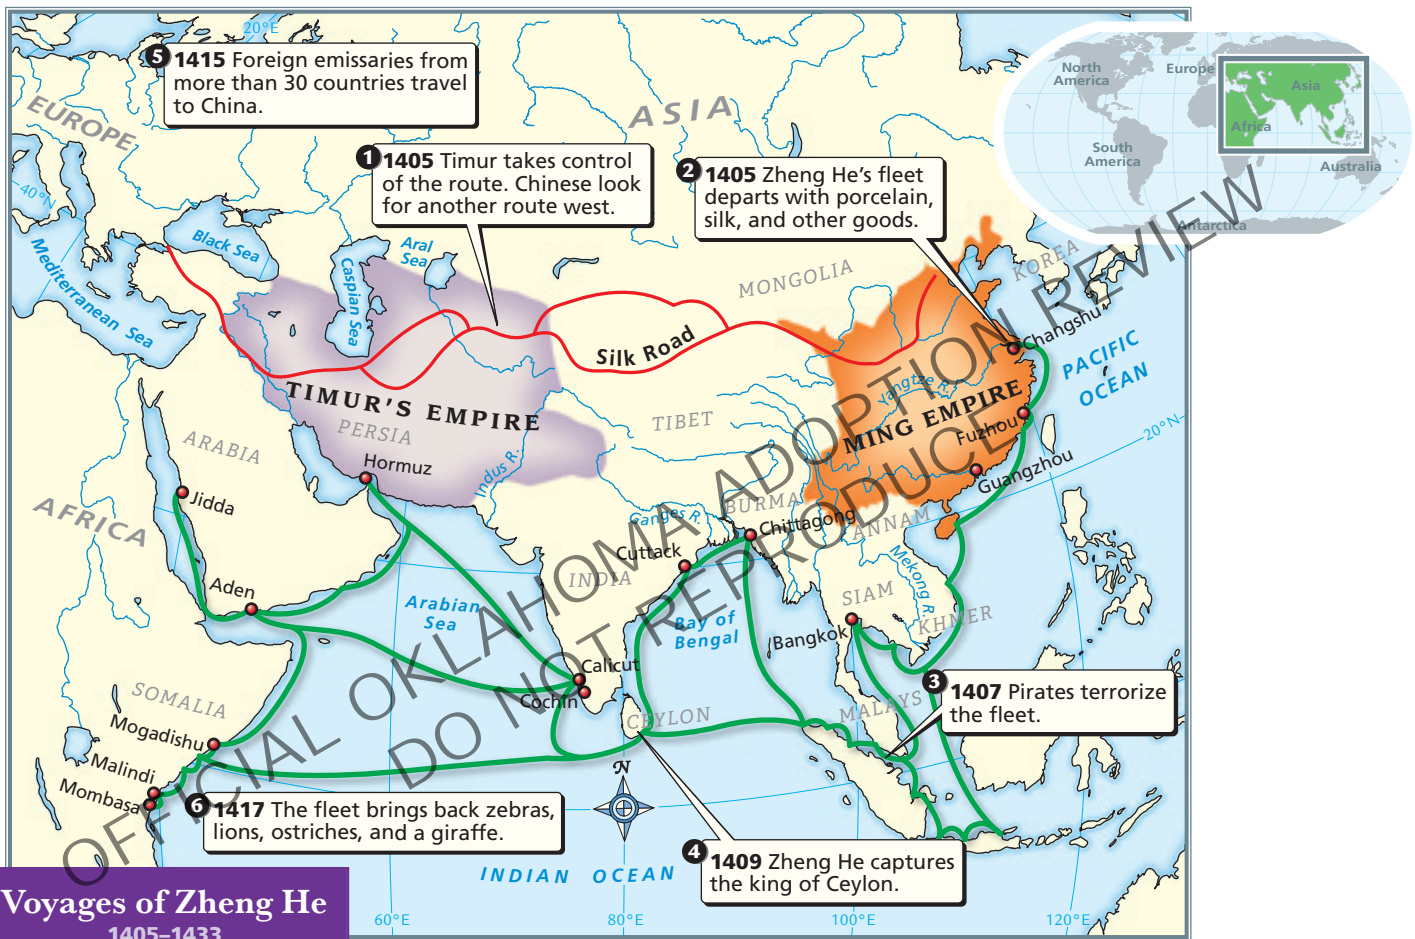 20°E
5 1415 Foreign emissaries from
more than 30 countries travel
to China.
EUROPE
ASIA
1 1405 Timur takes control
of the route. Chinese look
for another route west.
2 1405 Zheng He's fleet
departs with porcelain,
silk, and other goods.
North
America
Europe
Asia
Africa
South
America
Australia
Antarctica
40°N
Black Sea
Aral
Sea
Caspian Sea
Mediterranean Sea
MONGOLIA
KOREA
Changshu
Silk Road
PACIFIC
OCEAN
TIMUR'S EMPIRE
PERSIA
TIBET
Yangtze R.
MING EMPIRE
Fuzhou
20°N
ARABIA
Hormuz
Indus R.
Guangzhou
Jidda
AFRICA
BURMA
Ganges R.
Chittagong
ANNAM
Cuttack
INDIA
Mekong R.
SIAM
KHMER
Aden
Arabian
Sea
Bay of
Bengal
Bangkok
Calicut
Cochin
SOMALIA
CEYLON
MALAYS
3 1407 Pirates terrorize
the fleet.
Mogadishu
Malindi
Mombasa
N
6 1417 The fleet brings back zebras,
lions, ostriches, and a giraffe.
4 1409 Zheng He captures
the king of Ceylon.
INDIAN OCEAN
Voyages of Zheng He
1405–1433
60°E
80°E
100°E
120°E
OFFICIAL OKLAHOMA ADOPTION REVIEW
DO NOT REPRODUCE